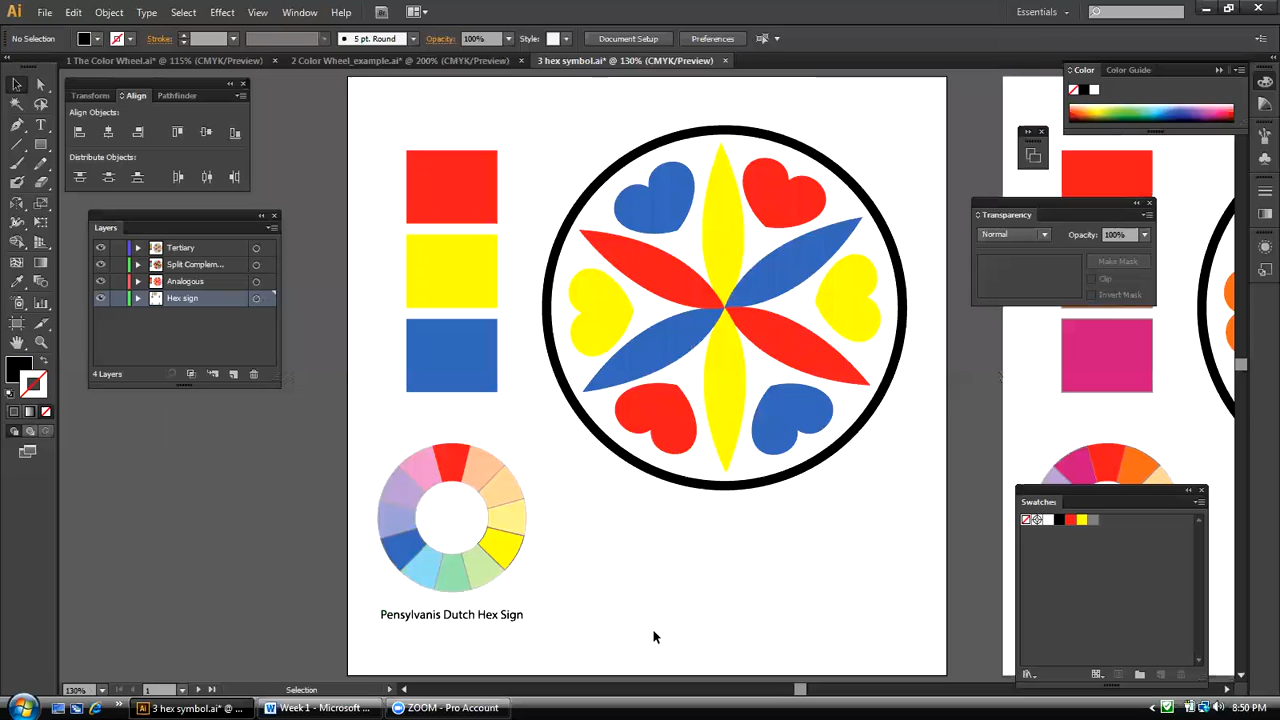 Ai File Edit Object Type Select Effect View Window Help Br Essentials
No Selection Stroke: 5 pt. Round Opacity: 100% Style: Document Setup Preferences
1 The Color Wheel.ai* @ 115% (CMYK/Preview) × 2 Color Wheel_example.ai* @ 200% (CMYK/Preview) × 3 hex symbol.ai* @ 130% (CMYK/Preview) ×
Transform Align Pathfinder
Align Objects:
Distribute Objects:
Layers
Tertiary
Split Complem...
Analogous
Hex sign
4 Layers
Pensylvanis Dutch Hex Sign
Color Color Guide
Transparency
Normal Opacity: 100%
Make Mask
Clip
Invert Mask
Swatches
130% 1 Selection
3 hex symbol.ai* @ ... Week 1 - Microsoft ... ZOOM - Pro Account 8:50 PM